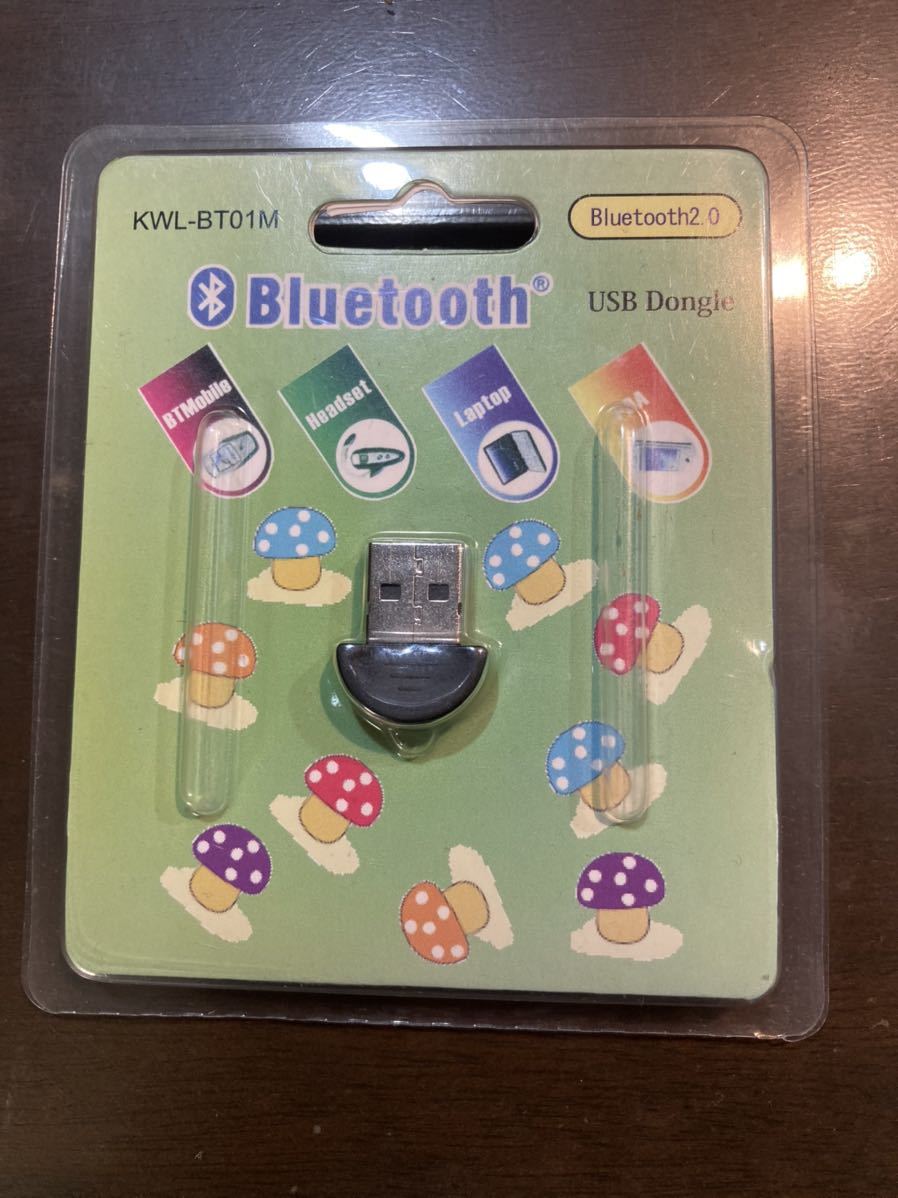 KWL-BT01M
Bluetooth2.0
Bluetooth®
USB Dongle
BTMobile
Headset
Laptop